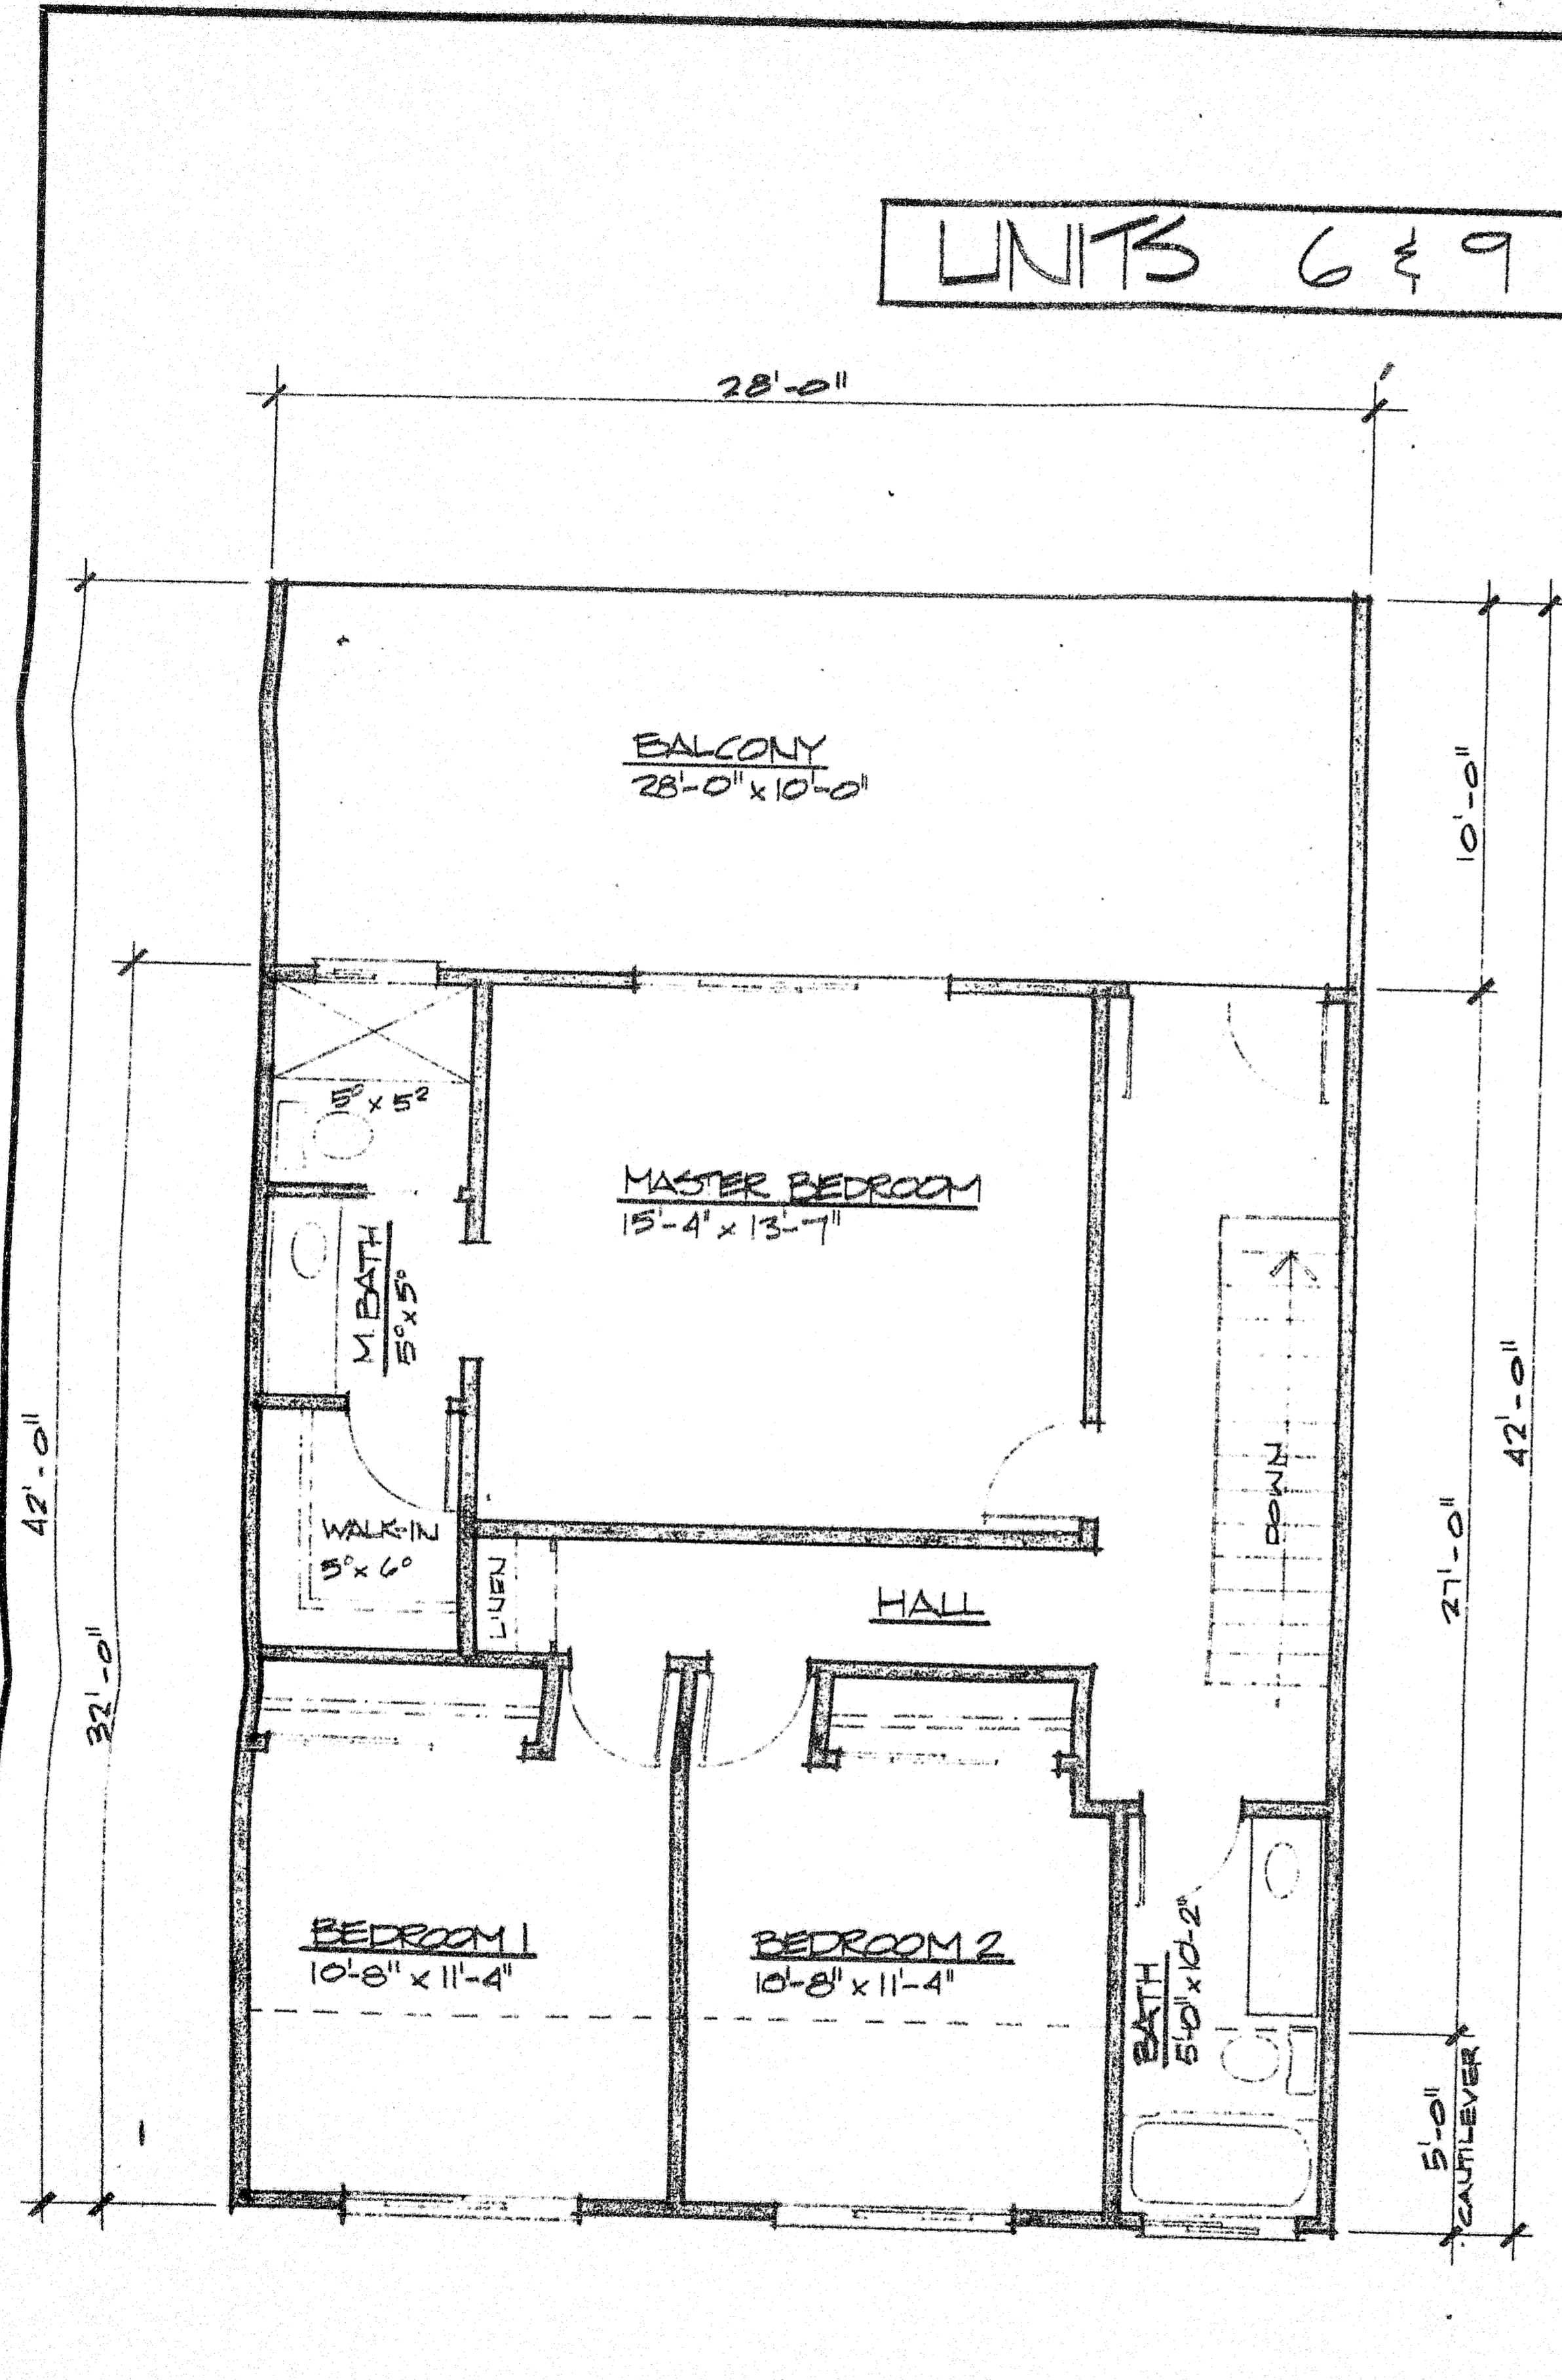 UNITS 6 & 9
28'-0"
BALCONY
28'-0" x 10'-0"
10'-0"
5⁰ x 5²
MASTER BEDROOM
15'-4" x 13'-7"
M. BATH
5⁰ x 5⁰
42'-0"
42'-0"
DOWN
27'-0"
WALK-IN
5⁰ x 6⁰
LINEN
HALL
32'-0"
BEDROOM 1
10'-8" x 11'-4"
BEDROOM 2
10'-8" x 11'-4"
BATH
5'-0" x 10'-2"
5'-0"
CAUTILEVER